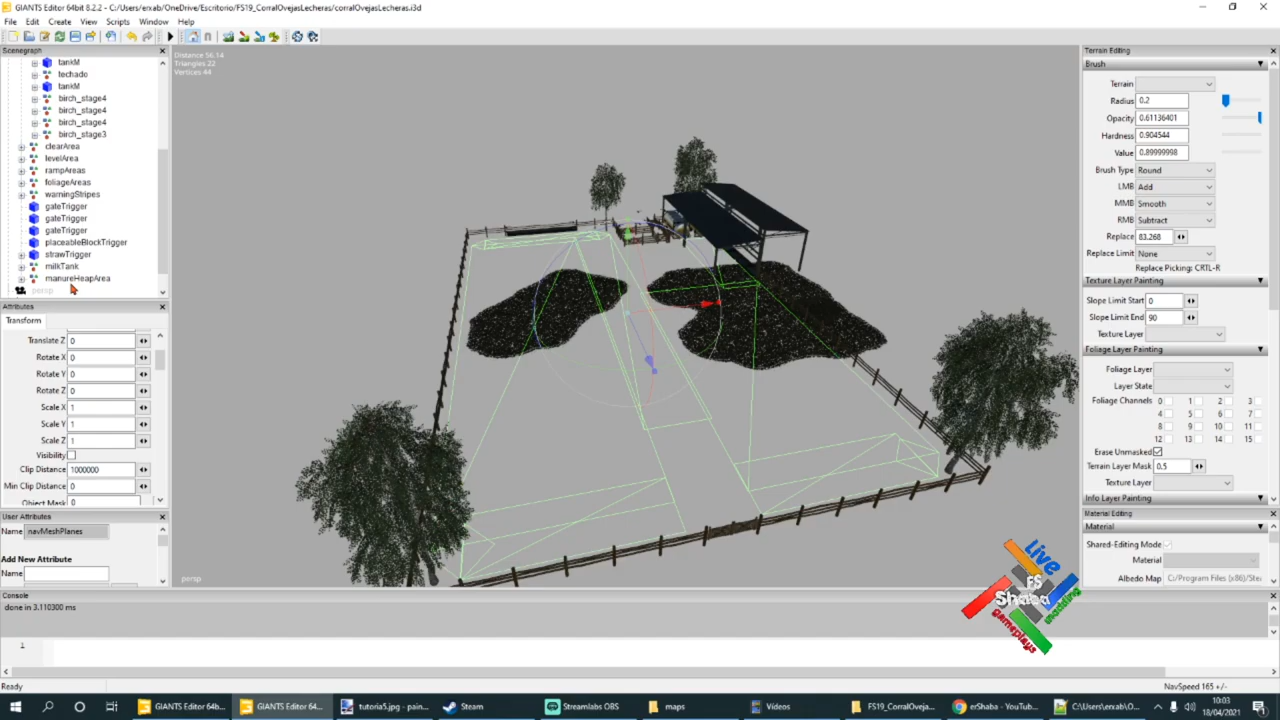 GIANTS Editor 64bit 8.2.2 - C:/Users/erxab/OneDrive/Escritorio/FS19_CorralOvejasLecheras/corralOvejasLecheras.i3d
File Edit Create View Scripts Window Help
Scenegraph
tankM
techado
tankM
birch_stage4
birch_stage4
birch_stage4
birch_stage3
clearArea
levelArea
rampAreas
foliageAreas
warningStripes
gateTrigger
gateTrigger
gateTrigger
placeableBlockTrigger
strawTrigger
milkTank
manureHeapArea
persp
Attributes
Transform
Translate Z 0
Rotate X 0
Rotate Y 0
Rotate Z 0
Scale X 1
Scale Y 1
Scale Z 1
Visibility
Clip Distance 1000000
Min Clip Distance 0
Object Mask 0
User Attributes
Name navMeshPlanes
Add New Attribute
Name
Distance 56.14
Triangles 22
Vertices 44
persp
Terrain Editing
Brush
Terrain
Radius 0.2
Opacity 0.61136401
Hardness 0.904544
Value 0.89999998
Brush Type Round
LMB Add
MMB Smooth
RMB Subtract
Replace 83.268
Replace Limit None
Replace Picking: CRTL-R
Texture Layer Painting
Slope Limit Start 0
Slope Limit End 90
Texture Layer
Foliage Layer Painting
Foliage Layer
Layer State
Foliage Channels 0 1 2 3
4 5 6 7
8 9 10 11
12 13 14 15
Erase Unmasked
Terrain Layer Mask 0.5
Texture Layer
Info Layer Painting
Material Editing
Material
Shared-Editing Mode
Material
Albedo Map C:/Program Files (x86)/Ste
Live
FS
Shaba
modding
gameplays
Console
done in 3.110300 ms
1
Ready
NavSpeed 165 +/-
GIANTS Editor 64b...
GIANTS Editor 64...
tutoria5.jpg - pain...
Steam
Streamlabs OBS
maps
Vídeos
FS19_CorralOvejas...
erShaba – YouTub...
C:\Users\erxab\O...
10:03
18/04/2021